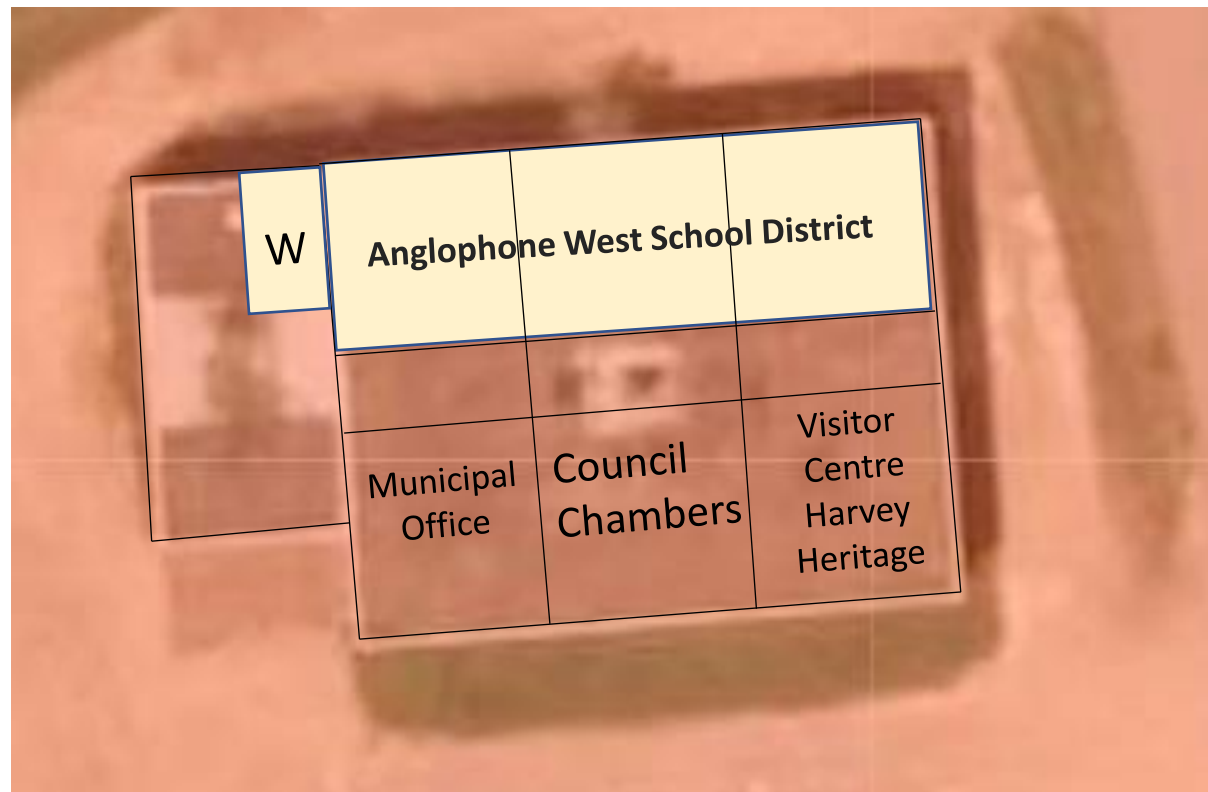 W
Anglophone West School District
Municipal
Office
Council
Chambers
Visitor
Centre
Harvey
Heritage